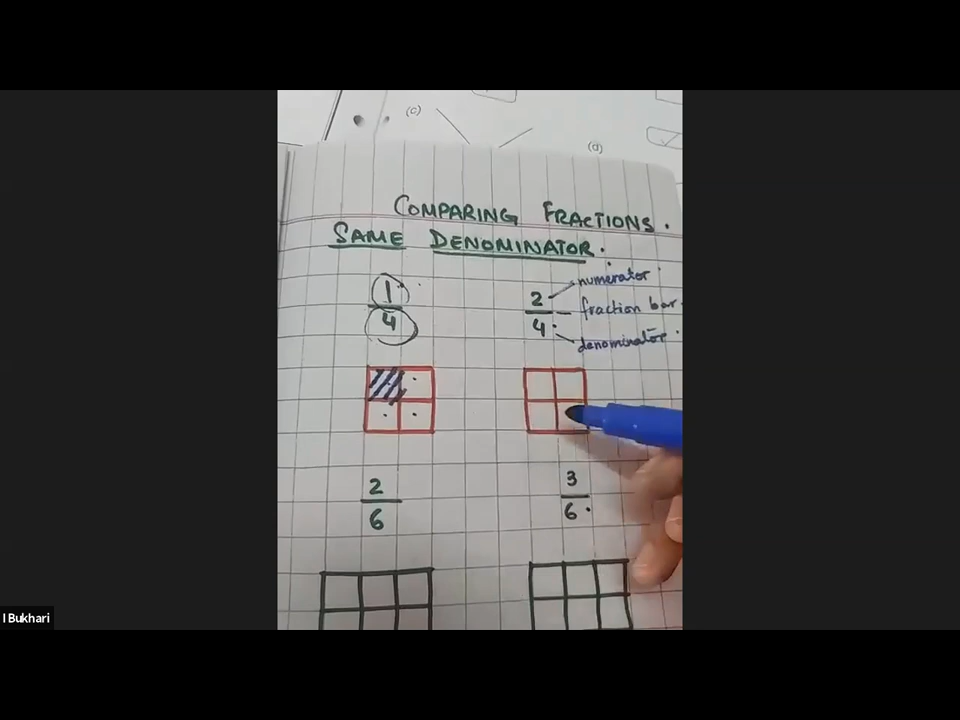 (c)
(d)
COMPARING FRACTIONS.
SAME DENOMINATOR.
1
4
2
4
numerator
fraction bar
denominator
2
6
3
6
I Bukhari